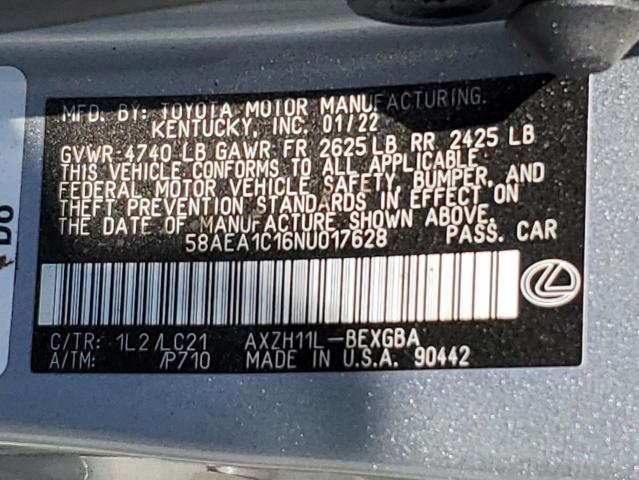 MFD. BY: TOYOTA MOTOR MANUFACTURING.
KENTUCKY, INC. 01/22
GVWR-4740 LB GAWR FR 2625 LB RR 2425 LB
THIS VEHICLE CONFORMS TO ALL APPLICABLE
FEDERAL MOTOR VEHICLE SAFETY, BUMPER, AND
THEFT PREVENTION STANDARDS IN EFFECT ON
THE DATE OF MANUFACTURE SHOWN ABOVE.
58AEA1C16NU017628 PASS. CAR
C/TR: 1L2/LC21 AXZH11L-BEXGBA
A/TM: /P710 MADE IN U.S.A. 90442